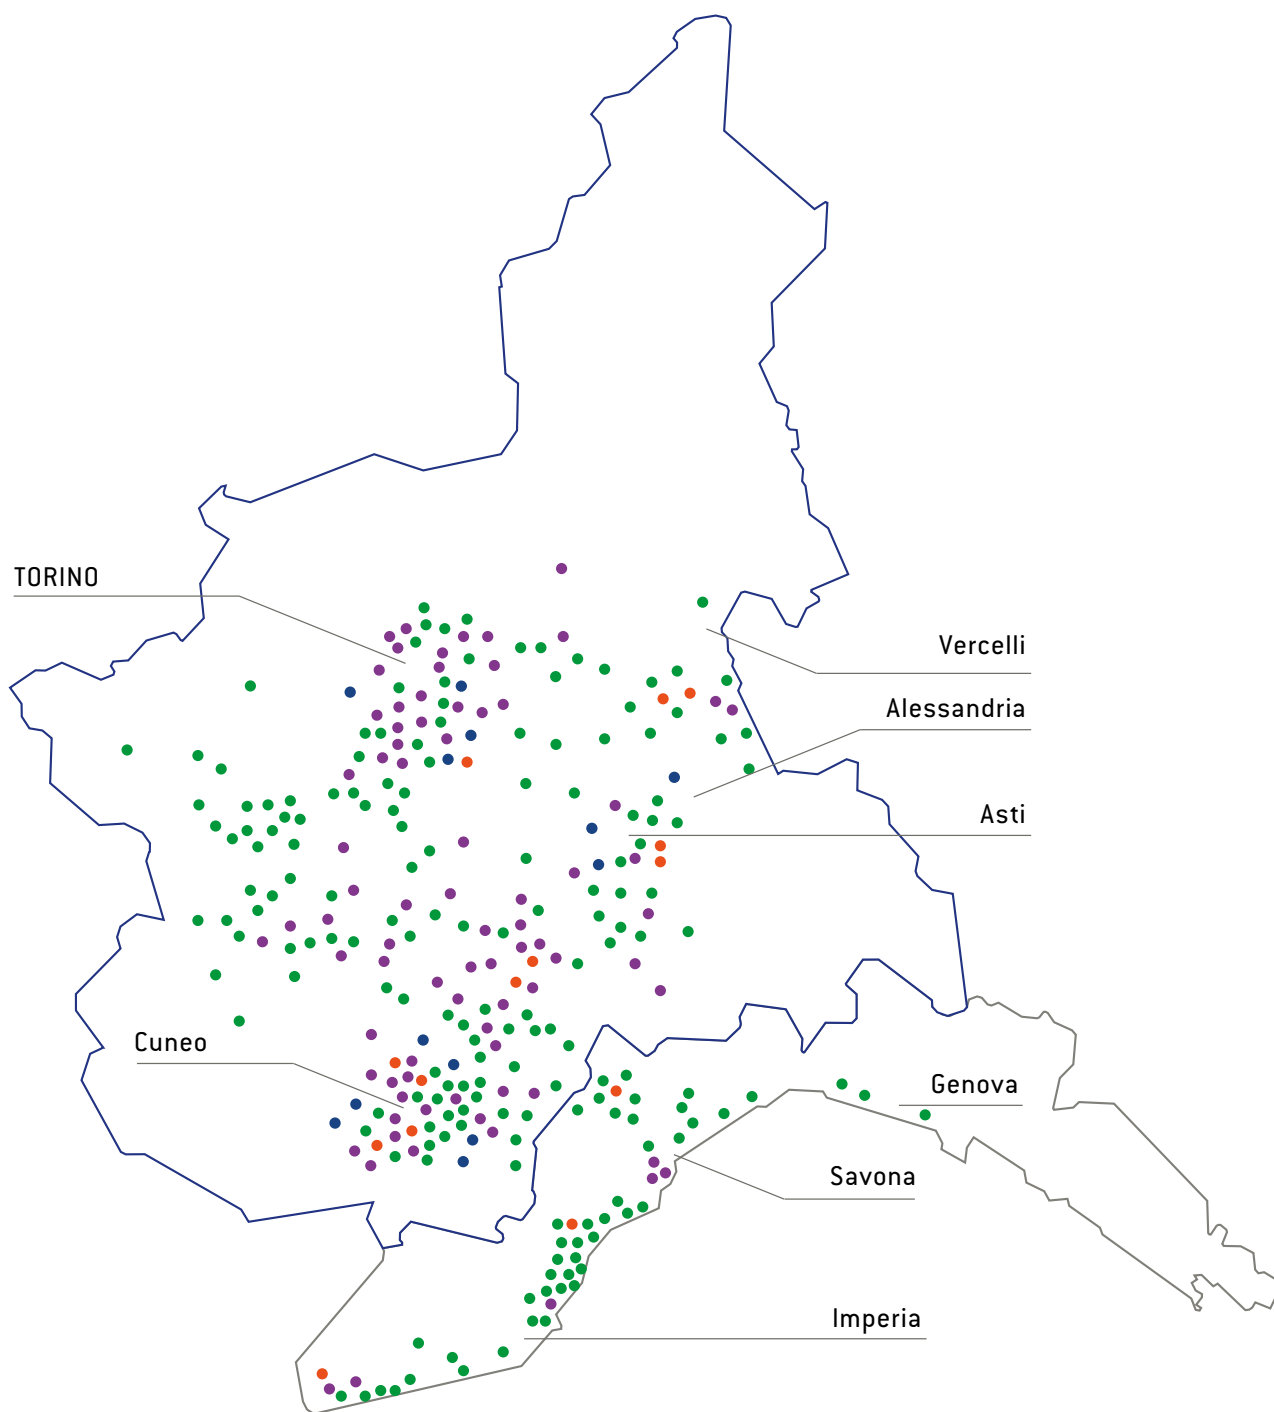 TORINO
Vercelli
Alessandria
Asti
Cuneo
Genova
Savona
Imperia